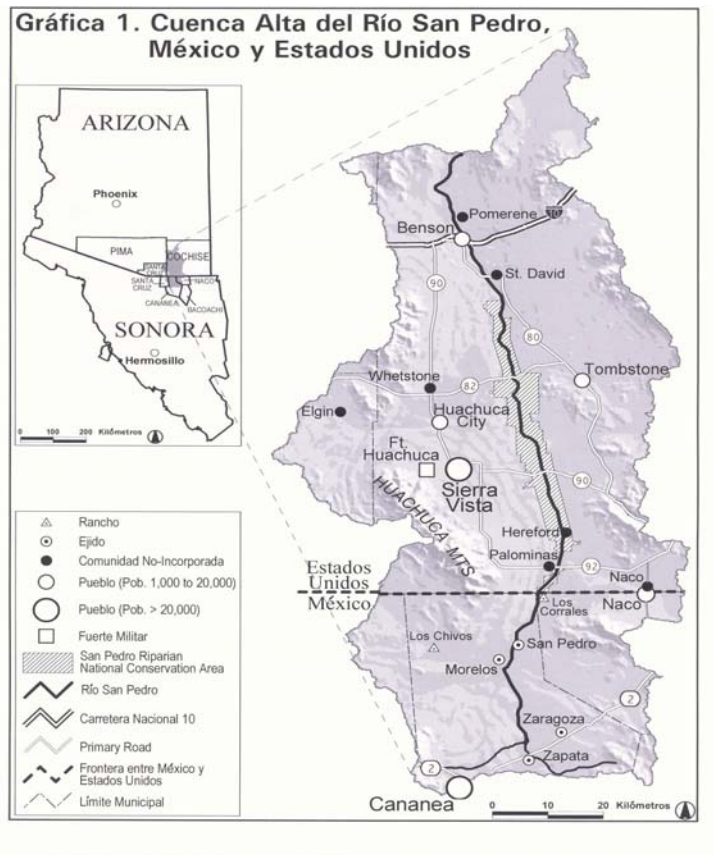 Gráfica 1. Cuenca Alta del Río San Pedro,
México y Estados Unidos
ARIZONA
Phoenix
PIMA
COCHISE
SANTA
CRUZ
SANTA
CRUZ
NACO
CANANEA
BACOACHI
SONORA
Hermosillo
0 100 200 Kilómetros
Pomerene
10
Benson
St. David
90
80
Tombstone
Whetstone
82
Elgin
Huachuca
City
Ft.
Huachuca
Sierra
Vista
90
HUACHUCA MTS
Hereford
Palominas
92
Estados
Unidos
México
Naco
Naco
Los
Corrales
Los Chivos
San Pedro
Morelos
2
Zaragoza
Zapata
2
Cananea
0 10 20 Kilómetros
Rancho
Ejido
Comunidad No-Incorporada
Pueblo (Pob. 1,000 to 20,000)
Pueblo (Pob. > 20,000)
Fuerte Militar
San Pedro Riparian
National Conservation Area
Río San Pedro
Carretera Nacional 10
Primary Road
Frontera entre México y
Estados Unidos
Límite Municipal